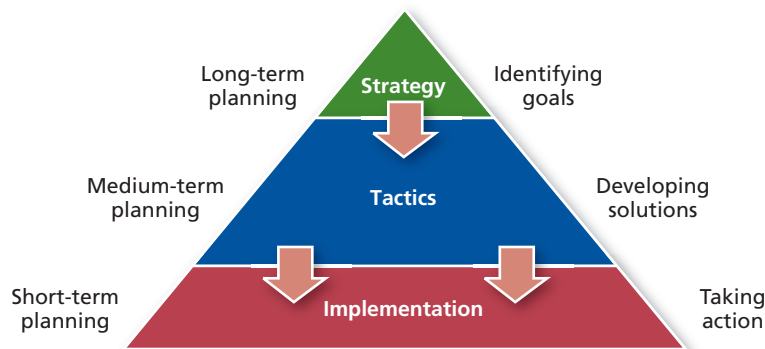 Long-term
planning
Strategy
Identifying
goals
Medium-term
planning
Tactics
Developing
solutions
Short-term
planning
Implementation
Taking
action